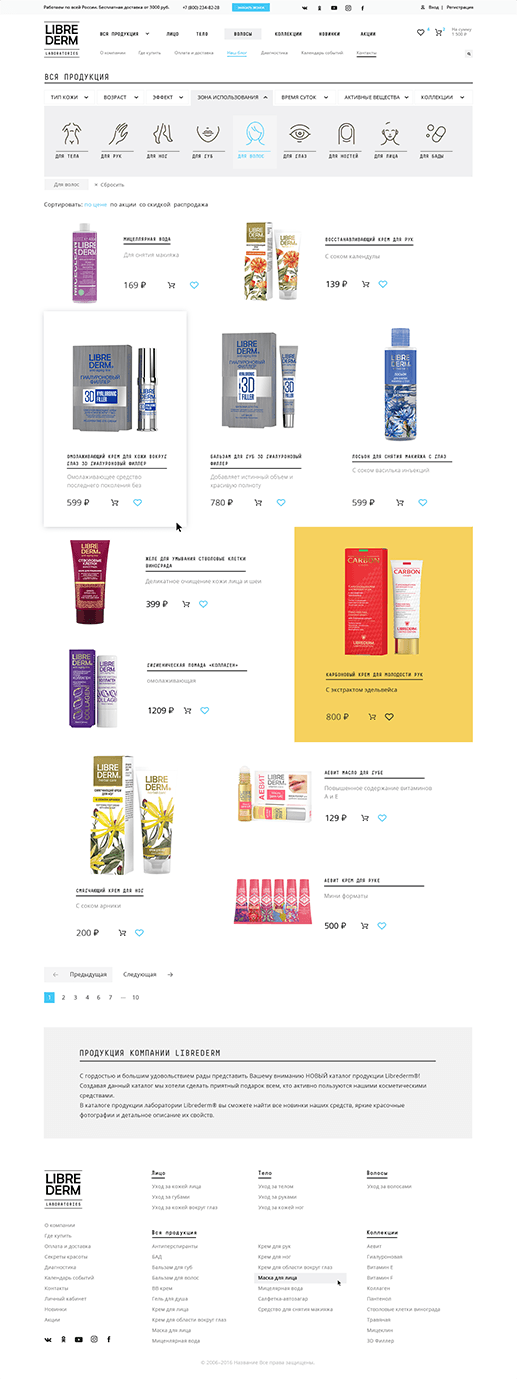 Работаем по всей России. Бесплатная доставка от 3000 руб.
+7 (800) 234-82-28
Вход | Регистрация
LIBRE
DERM
LABORATORIES
ВСЯ ПРОДУКЦИЯ
ЛИЦО
ТЕЛО
ВОЛОСЫ
КОЛЛЕКЦИИ
НОВИНКИ
АКЦИИ
На сумму
О компании
Где купить
Оплата и доставка
Наш блог
Диагностика
Календарь событий
Контакты
ВСЯ ПРОДУКЦИЯ
ТИП КОЖИ
ВОЗРАСТ
ЭФФЕКТ
ЗОНА ИСПОЛЬЗОВАНИЯ
ВРЕМЯ СУТОК
АКТИВНЫЕ ВЕЩЕСТВА
КОЛЛЕКЦИИ
ДЛЯ ТЕЛА
ДЛЯ РУК
ДЛЯ НОГ
ДЛЯ ГУБ
ДЛЯ ВОЛОС
ДЛЯ ГЛАЗ
ДЛЯ НОГТЕЙ
ДЛЯ ЛИЦА
ДЛЯ БАДЫ
Для волос
× Сбросить
Сортировать: по цене по акции со скидкой распродажа
МИЦЕЛЛЯРНАЯ ВОДА
Для снятия макияжа
169 ₽
ВОССТАНАВЛИВАЮЩИЙ КРЕМ ДЛЯ РУК
С соком календулы
139 ₽
LIBRE
DERM
ГИАЛУРОНОВЫЙ
ФИЛЛЕР
3D
HYALURONIC
FILLER
ОМОЛАЖИВАЮЩИЙ КРЕМ ДЛЯ КОЖИ ВОКРУГ
ГЛАЗ 3D ГИАЛУРОНОВЫЙ ФИЛЛЕР
Омолаживающее средство
последнего поколения без
599 ₽
БАЛЬЗАМ ДЛЯ ГУБ 3D ГИАЛУРОНОВЫЙ
ФИЛЛЕР
Добавляет истинный объем и
красивую полноту
780 ₽
ЛОСЬОН ДЛЯ СНЯТИЯ МАКИЯЖА С ГЛАЗ
С соком василька инъекций
599 ₽
ЖЕЛЕ ДЛЯ УМЫВАНИЯ СТВОЛОВЫЕ КЛЕТКИ
ВИНОГРАДА
Деликатное очищение кожи лица и шеи
399 ₽
ГИГИЕНИЧЕСКАЯ ПОМАДА «КОЛЛАГЕН»
омолаживающая
1209 ₽
CARBON
LIBREDERM
КАРБОНОВЫЙ КРЕМ ДЛЯ МОЛОДОСТИ РУК
С экстрактом эдельвейса
800 ₽
СМЯГЧАЮЩИЙ КРЕМ ДЛЯ НОГ
С соком арники
200 ₽
АЕВИТ
АЕВИТ МАСЛО ДЛЯ ГУБЕ
Повышенное содержание витаминов
А и Е
129 ₽
АЕВИТ КРЕМ ДЛЯ РУКЕ
Мини форматы
500 ₽
← Предыдущая
Следующая →
1 2 3 4 6 7 ... 10
ПРОДУКЦИЯ КОМПАНИИ LIBREDERM
С гордостью и большим удовольствием рады представить Вашему вниманию НОВЫЙ каталог продукции Librederm®!
Создавая данный каталог мы хотели сделать приятный подарок всем, кто активно пользуются нашими косметическими
средствами.
В каталоге продукции лаборатории Librederm® вы сможете найти все новинки наших средств, яркие красочные
фотографии и детальное описание их свойств.
LIBRE
DERM
LABORATORIES
О компании
Где купить
Оплата и доставка
Секреты красоты
Диагностика
Календарь событий
Контакты
Личный кабинет
Новинки
Акции
Лицо
Уход за кожей лица
Уход за губами
Уход за кожей вокруг глаз
Тело
Уход за телом
Уход за руками
Уход за кожей ног
Волосы
Уход за волосами
Вся продукция
Антиперспиранты
БАД
Бальзам для губ
Бальзам для волос
ВВ крем
Гель для душа
Крем для лица
Крем для области вокруг глаз
Маска для лица
Мицеллярная вода
Крем для рук
Крем для ног
Крем для области вокруг глаз
Маска для лица
Мицелярная вода
Салфетка-автозагар
Средство для снятия макияжа
Коллекции
Аевит
Гиалуроновая
Витамин Е
Витамин F
Коллаген
Пантенол
Стволовые клетки винограда
Травяная
Мицеклин
3D Филлер
© 2006–2016 Название Все права защищены.